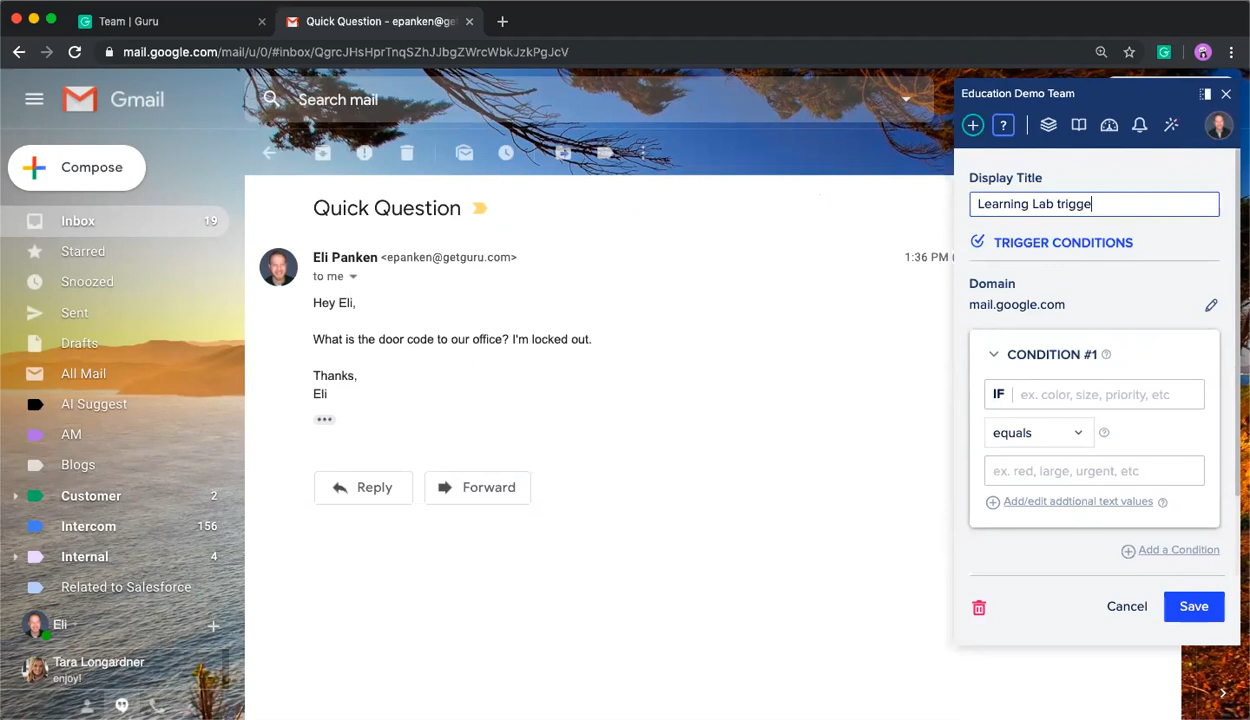 Team | Guru
Quick Question - epanken@ge
mail.google.com/mail/u/0/#inbox/QgrcJHsHprTnqSZhJJbgZWrcWbkJzkPgJcV
Gmail
Search mail
Compose
Inbox 19
Starred
Snoozed
Sent
Drafts
All Mail
AI Suggest
AM
Blogs
Customer 2
Intercom 156
Internal 4
Related to Salesforce
Eli
Tara Longardner
enjoy!
Quick Question
Eli Panken <epanken@getguru.com>
1:36 PM (
to me
Hey Eli,
What is the door code to our office? I'm locked out.
Thanks,
Eli
Reply
Forward
Education Demo Team
?
Display Title
Learning Lab trigge
TRIGGER CONDITIONS
Domain
mail.google.com
CONDITION #1 ?
IF ex. color, size, priority, etc
equals ?
ex. red, large, urgent, etc
Add/edit addtional text values ?
Add a Condition
Cancel
Save